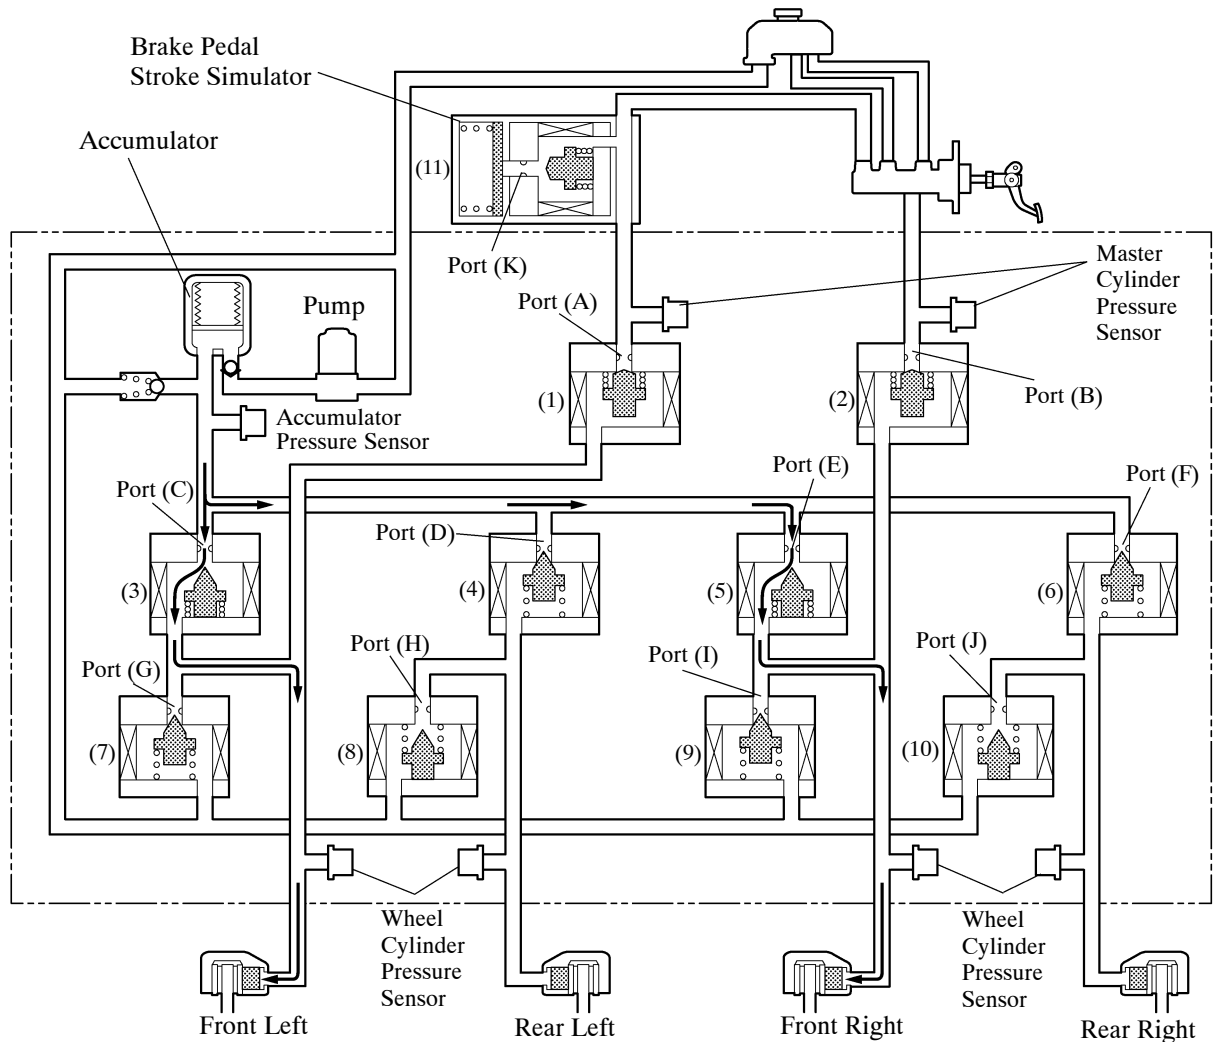 Brake Pedal
Stroke Simulator
Accumulator
(11)
Port (K)
Master
Cylinder
Pressure
Sensor
Port (A)
Pump
(1)
(2)
Port (B)
Accumulator
Pressure Sensor
Port (C)
Port (D)
Port (E)
Port (F)
(3)
(4)
(5)
(6)
Port (G)
Port (H)
Port (I)
Port (J)
(7)
(8)
(9)
(10)
Wheel
Cylinder
Pressure
Sensor
Wheel
Cylinder
Pressure
Sensor
Front Left
Rear Left
Front Right
Rear Right